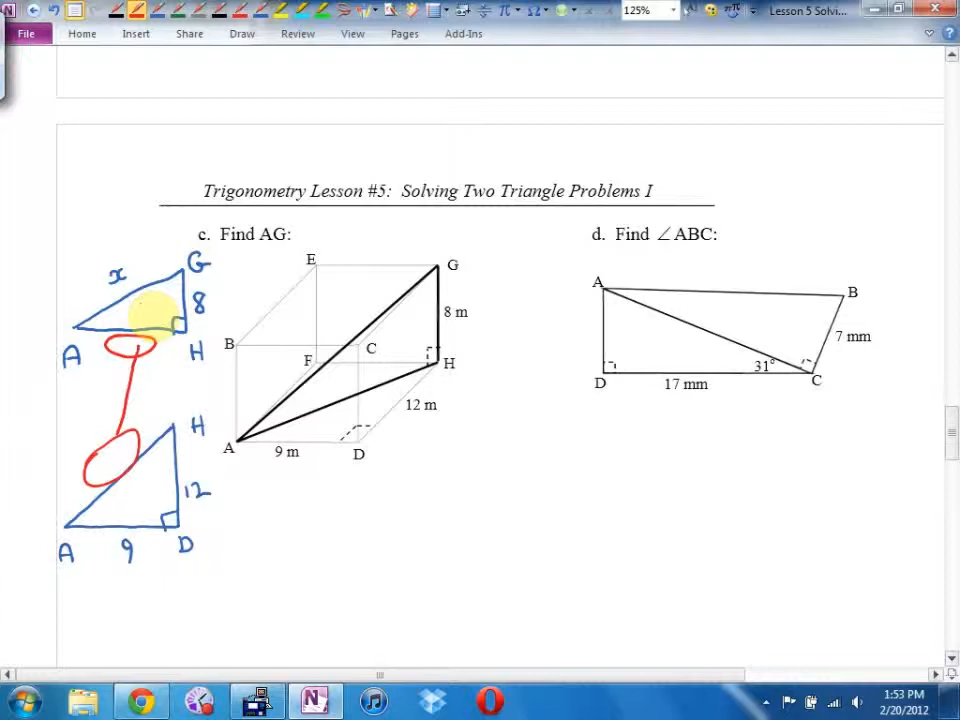 125%
Lesson 5 Solvi...
File Home Insert Share Draw Review View Pages Add-Ins
Trigonometry Lesson #5: Solving Two Triangle Problems I
c. Find AG:
d. Find ∠ABC:
x
G
8
A
H
H
12
A
9
D
E
G
8 m
B
C
F
H
12 m
A
9 m
D
A
B
7 mm
31°
D
17 mm
C
1:53 PM
2/20/2012